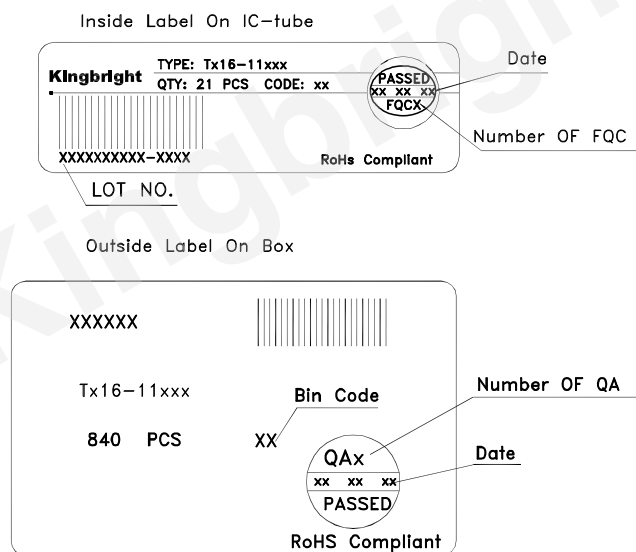 Inside Label On IC-tube
Kingbright
TYPE: Tx16-11xxx
QTY: 21 PCS CODE: xx
PASSED
xx xx xx
FQCX
Date
Number OF FQC
XXXXXXXXXX-XXXX
RoHs Compliant
LOT NO.
Outside Label On Box
XXXXXX
Tx16-11xxx
Bin Code
Number OF QA
840 PCS
XX
QAx
Date
xx xx xx
PASSED
RoHS Compliant
Kingbright